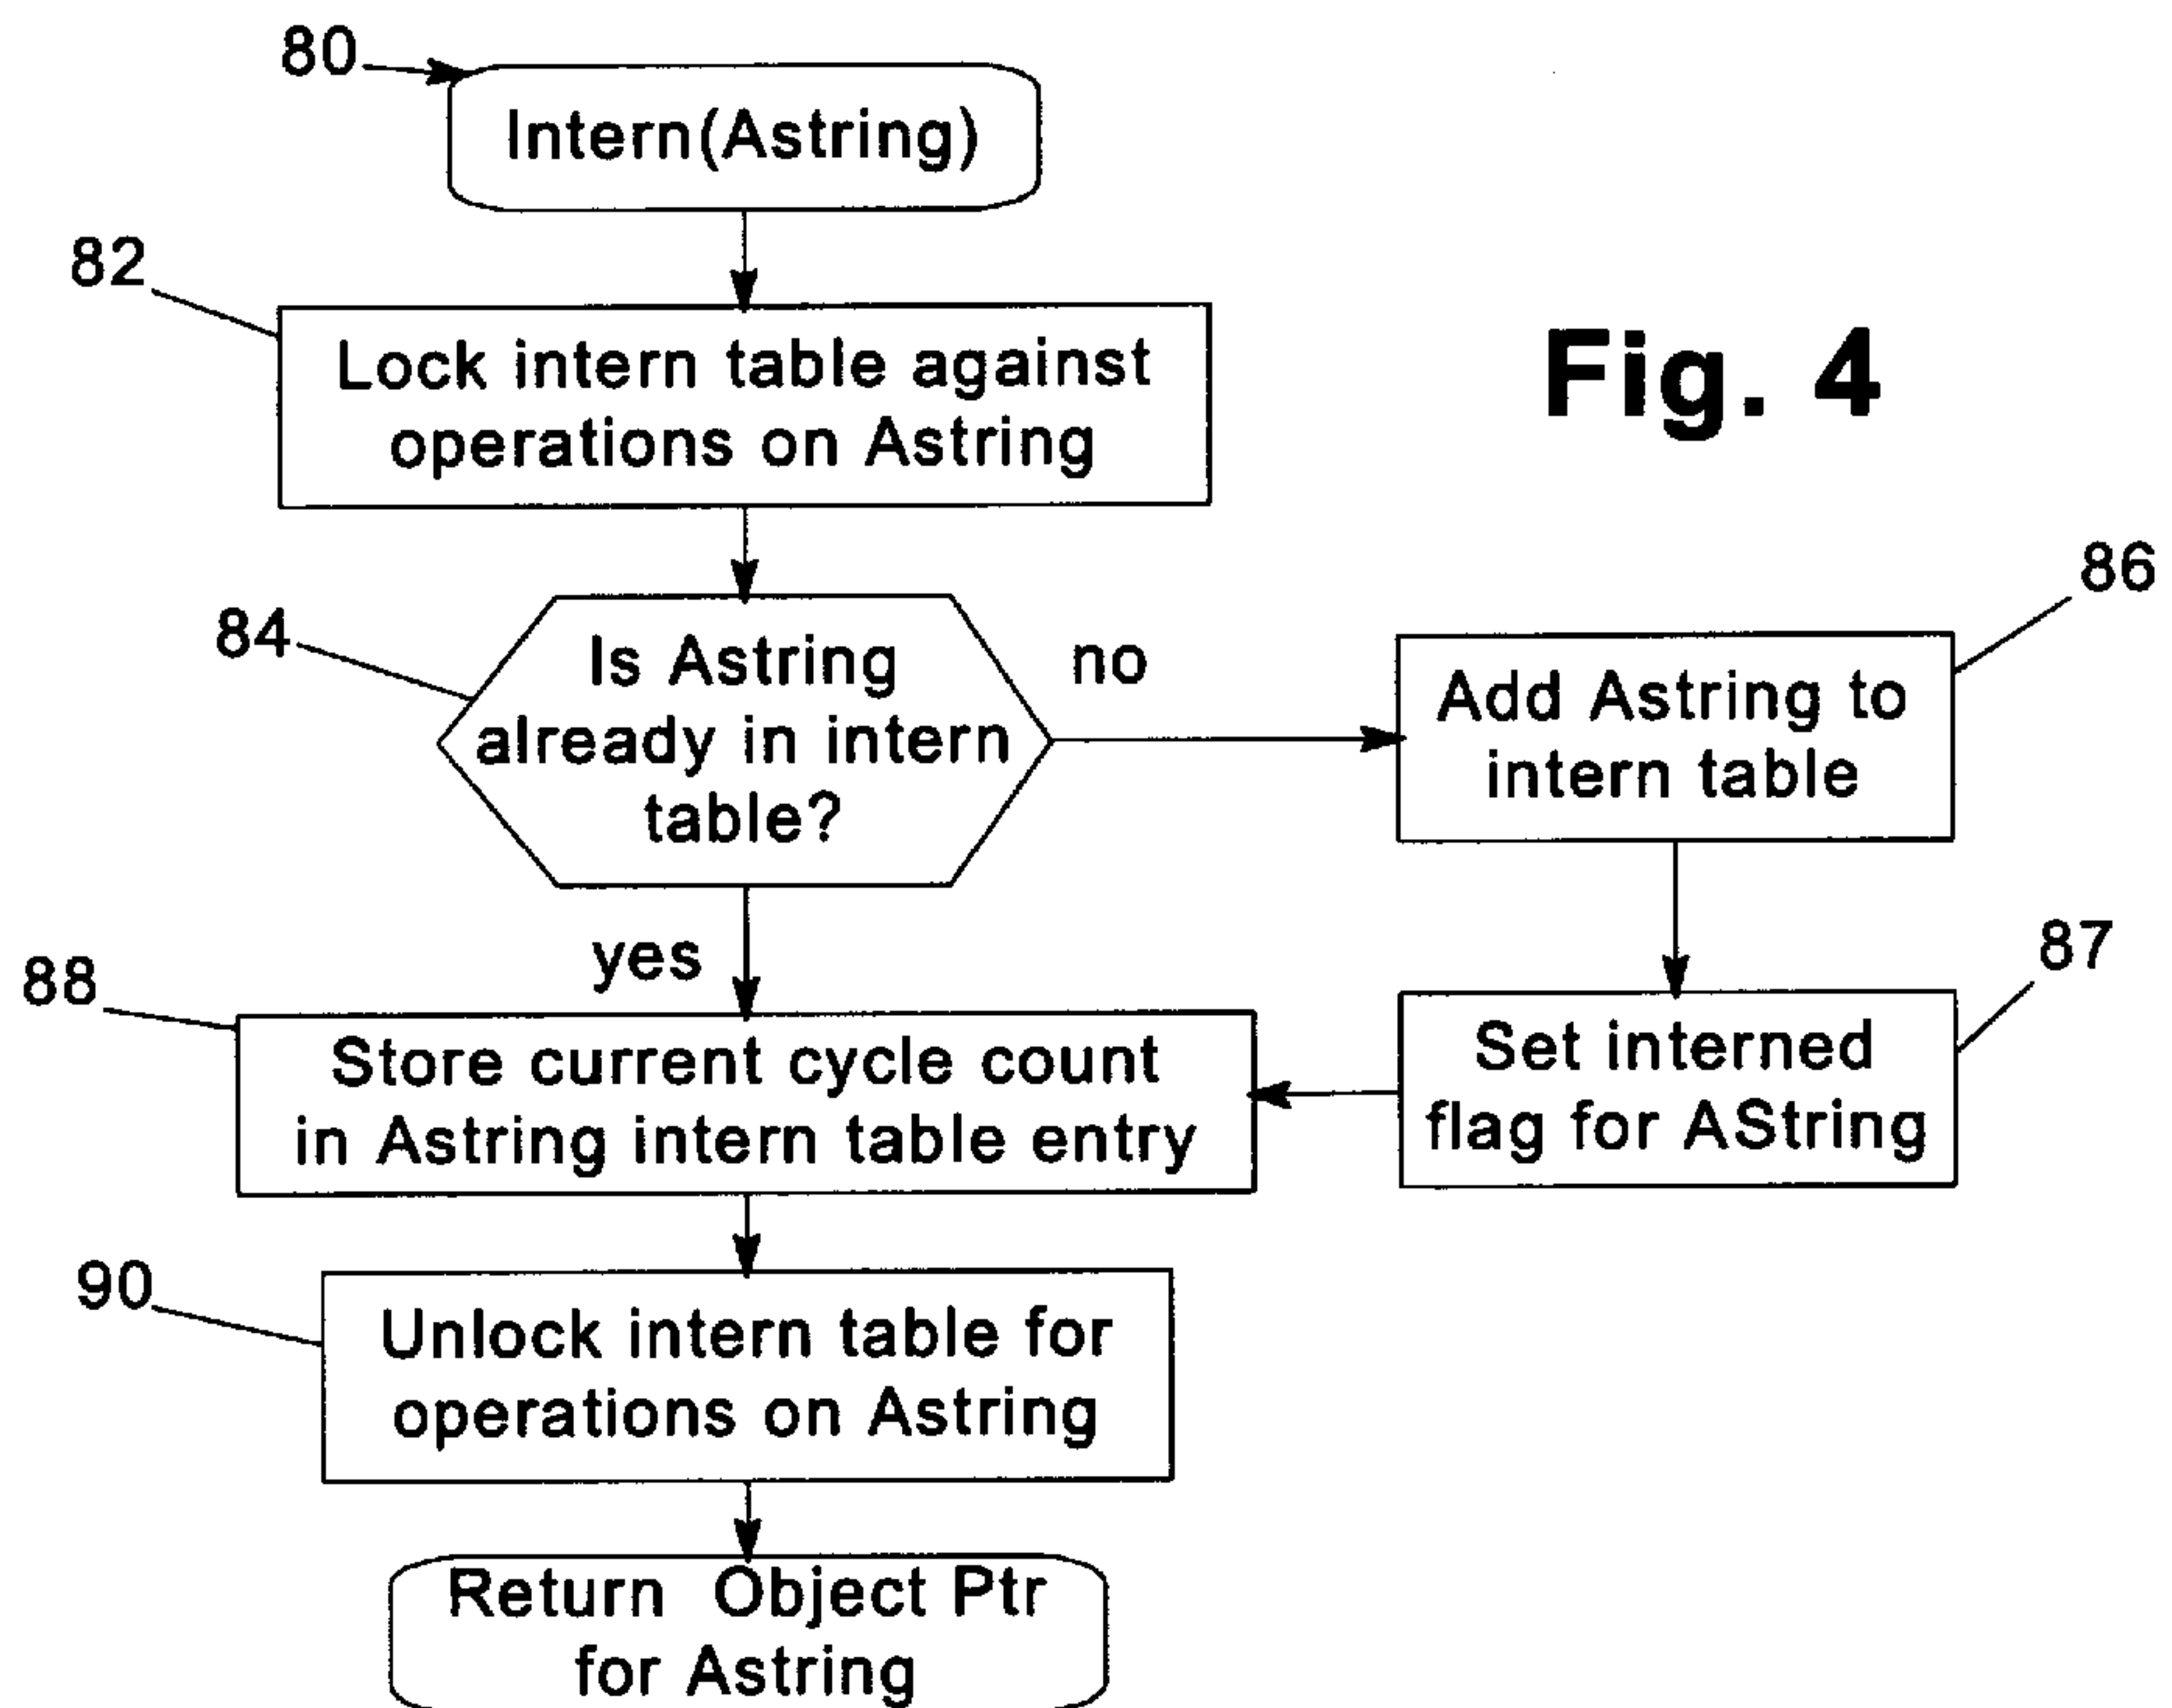 80
Intern(Astring)
82
Lock intern table against
operations on Astring
Fig. 4
84
Is Astring
already in intern
table?
no
86
Add Astring to
intern table
yes
87
Set interned
flag for AString
88
Store current cycle count
in Astring intern table entry
90
Unlock intern table for
operations on Astring
Return Object Ptr
for Astring